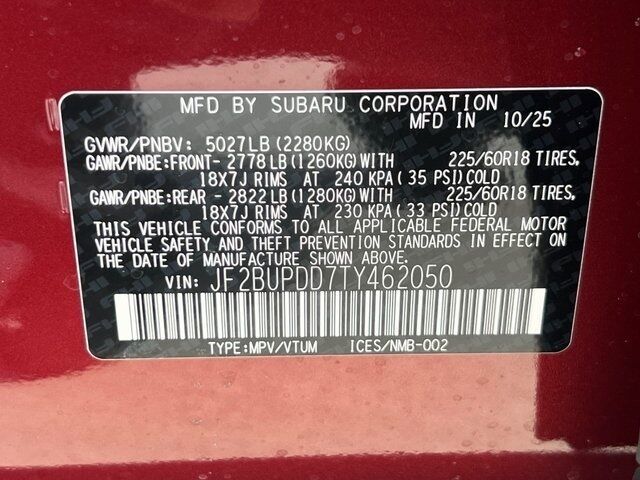 MFD BY SUBARU CORPORATION
MFD IN 10/25
GVWR/PNBV: 5027LB(2280KG)
GAWR/PNBE:FRONT- 2778LB(1260KG)WITH 225/60R18 TIRES,
18X7J RIMS AT 240 KPA(35 PSI)COLD
GAWR/PNBE:REAR - 2822LB(1280KG)WITH 225/60R18 TIRES,
18X7J RIMS AT 230 KPA(33 PSI)COLD
THIS VEHICLE CONFORMS TO ALL APPLICABLE FEDERAL MOTOR
VEHICLE SAFETY AND THEFT PREVENTION STANDARDS IN EFFECT
ON THE DATE OF MANUFACTURE SHOWN ABOVE.
VIN: JF2BUPDD7TY462050
TYPE:MPV/VTUM ICES/NMB-002